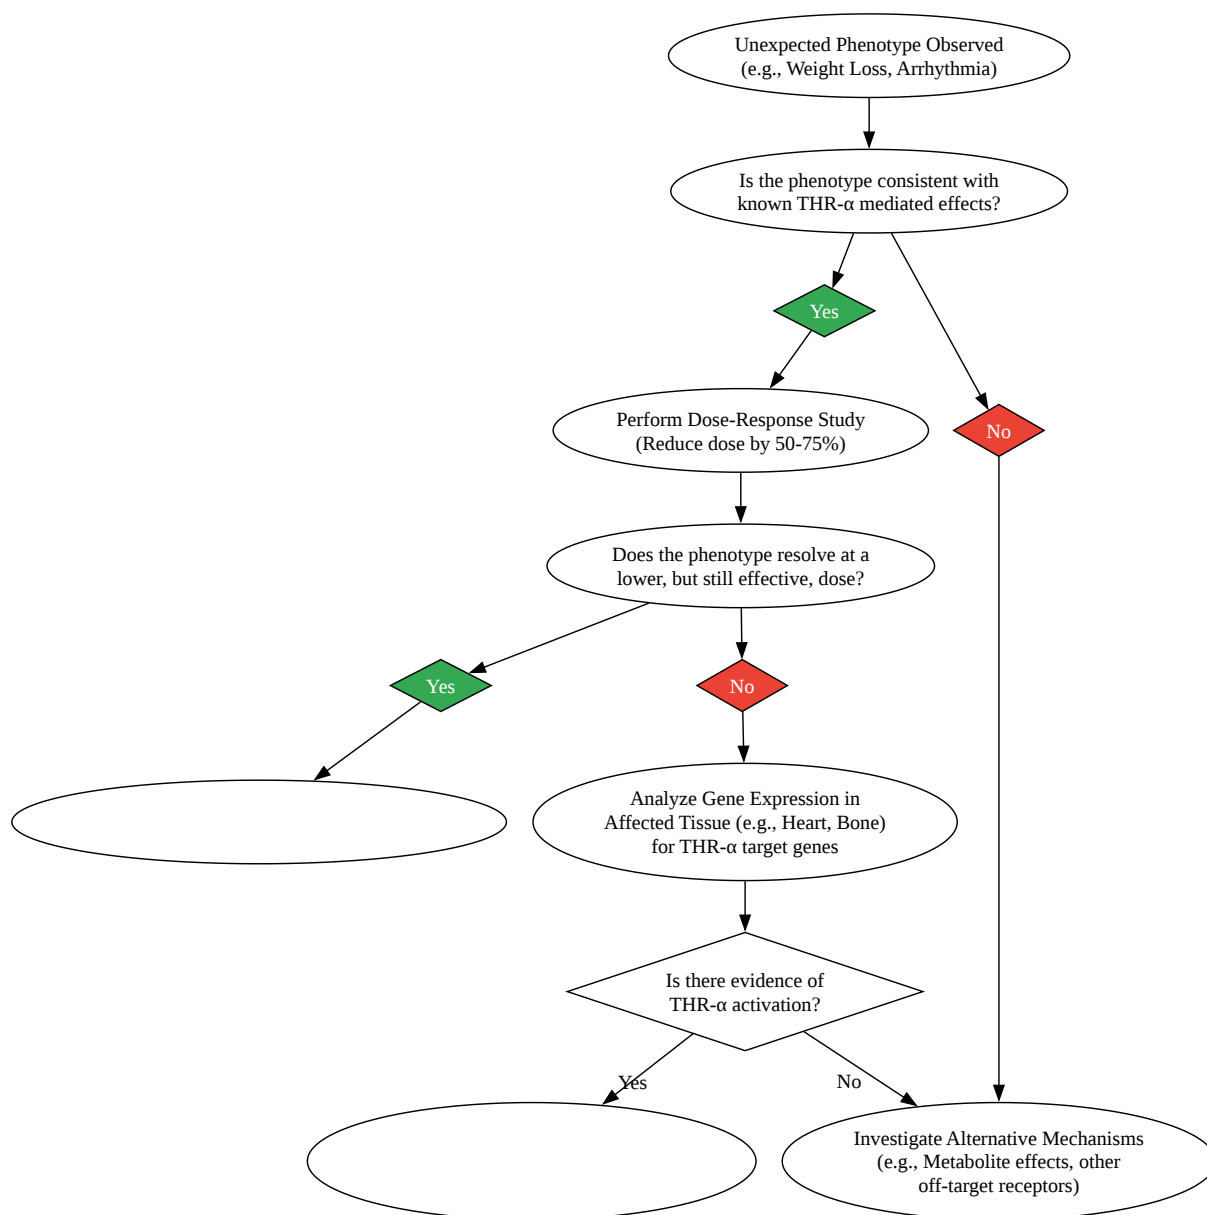 Unexpected Phenotype Observed
(e.g., Weight Loss, Arrhythmia)
Is the phenotype consistent with
known THR-α mediated effects?
Yes
Perform Dose-Response Study
(Reduce dose by 50-75%)
No
Does the phenotype resolve at a
lower, but still effective, dose?
Yes
No
Analyze Gene Expression in
Affected Tissue (e.g., Heart, Bone)
for THR-α target genes
Is there evidence of
THR-α activation?
Yes
No
Investigate Alternative Mechanisms
(e.g., Metabolite effects, other
off-target receptors)